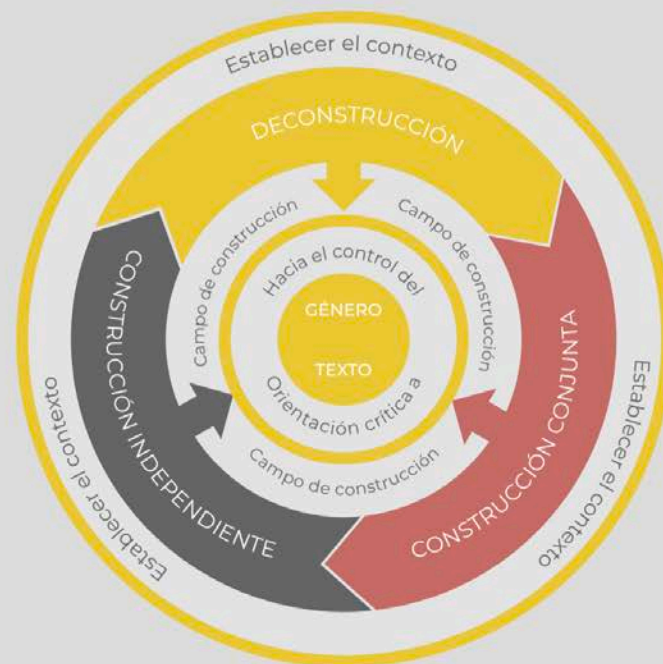 Establecer el contexto
DECONSTRUCCIÓN
Campo de construcción
Campo de construcción
Hacia el control del
GÉNERO
TEXTO
Orientación crítica a
Campo de construcción
CONSTRUCCIÓN INDEPENDIENTE
CONSTRUCCIÓN CONJUNTA
Establecer el contexto
Establecer el contexto